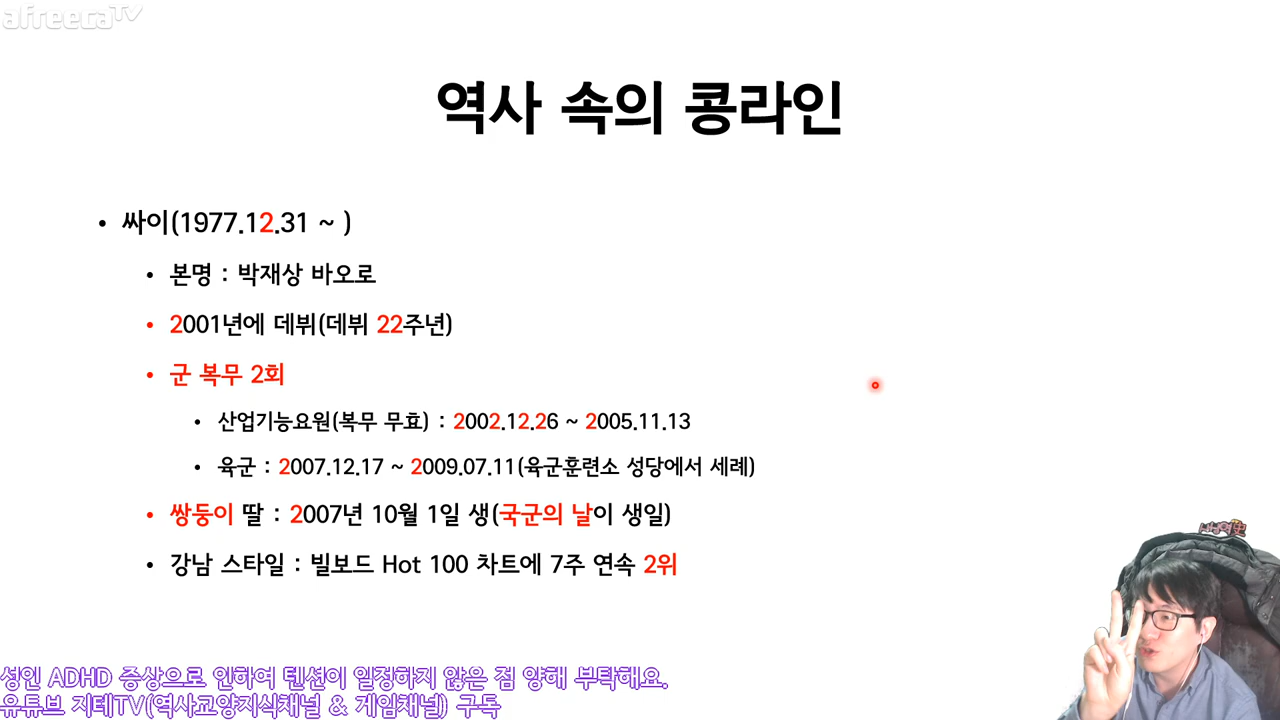 afreecaTV
역사 속의 콩라인
• 싸이(1977.12.31 ~ )
• 본명 : 박재상 바오로
• 2001년에 데뷔(데뷔 22주년)
• 군 복무 2회
• 산업기능요원(복무 무효) : 2002.12.26 ~ 2005.11.13
• 육군 : 2007.12.17 ~ 2009.07.11(육군훈련소 성당에서 세례)
• 쌍둥이 딸 : 2007년 10월 1일 생(국군의 날이 생일)
• 강남 스타일 : 빌보드 Hot 100 차트에 7주 연속 2위
성인 ADHD 증상으로 인하여 텐션이 일정하지 않은 점 양해 부탁해요.
유튜브 지테TV(역사교양지식채널 & 게임채널) 구독